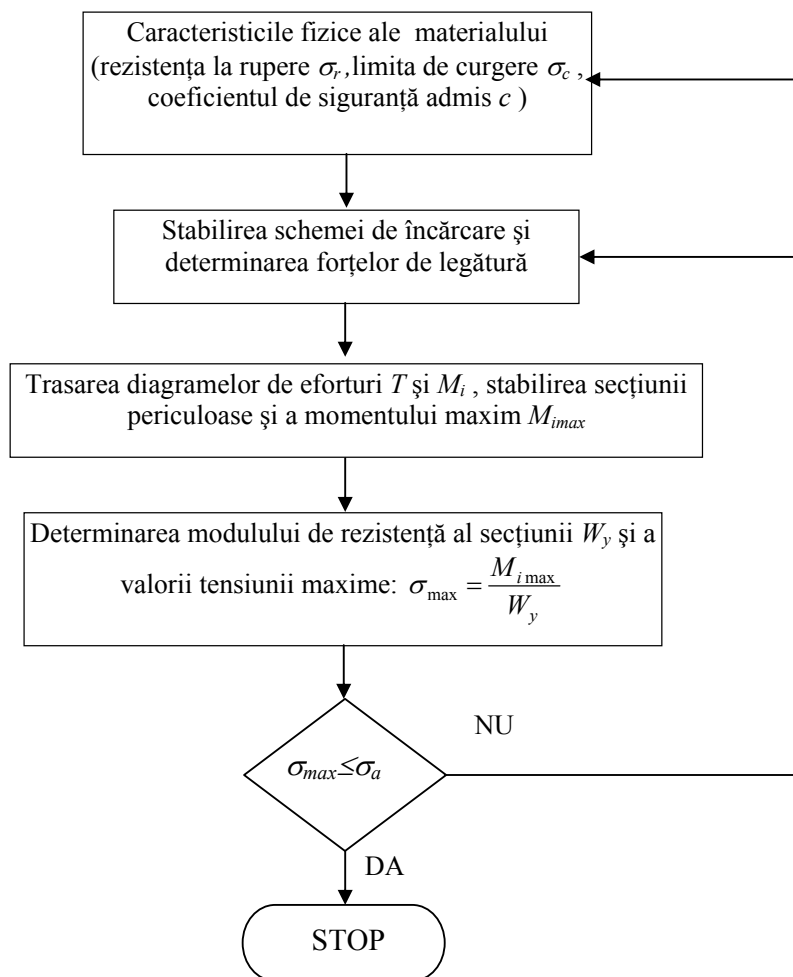 Caracteristicile fizice ale materialului
(rezistența la rupere σr ,limita de curgere σc ,
coeficientul de siguranță admis c )
Stabilirea schemei de încărcare şi
determinarea forțelor de legătură
Trasarea diagramelor de eforturi T şi Mi , stabilirea secțiunii
periculoase şi a momentului maxim Mimax
Determinarea modulului de rezistență al secțiunii Wy şi a
valorii tensiunii maxime: σmax = Mi max / Wy
NU
σmax≤σa
DA
STOP